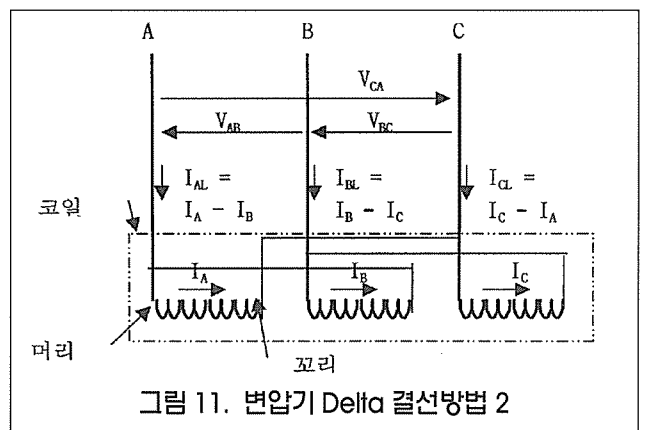 A B C
V_CA
V_AB V_BC
I_AL = I_BL = I_CL =
I_A - I_B I_B - I_C I_C - I_A
코일
I_A I_B I_C
머리 꼬리
그림 11. 변압기 Delta 결선방법 2